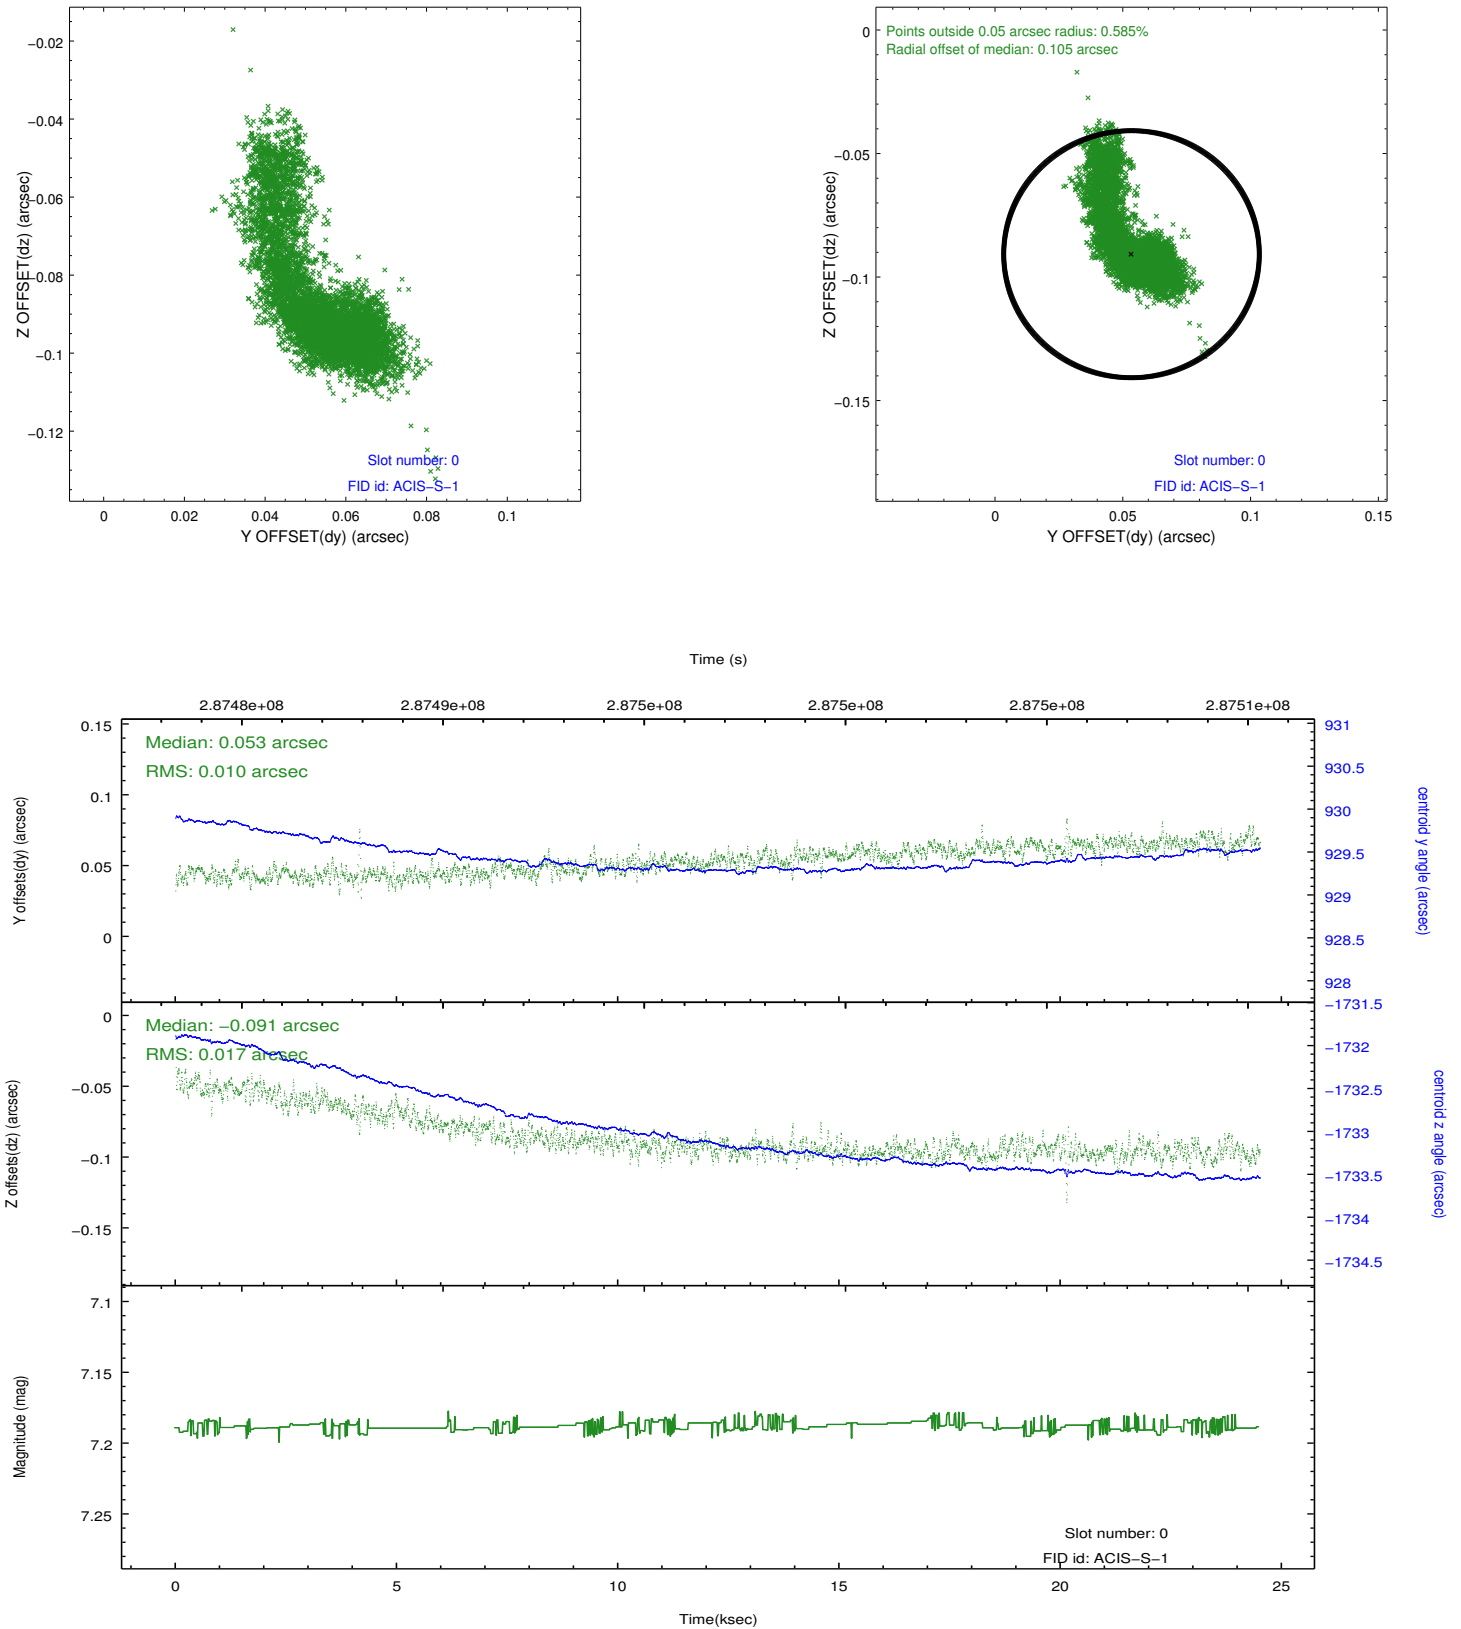 −0.02
−0.04
−0.06
−0.08
−0.1
−0.12
Z OFFSET(dz) (arcsec)
Slot number: 0
FID id: ACIS−S−1
0
0.02
0.04
0.06
0.08
0.1
Y OFFSET(dy) (arcsec)
Points outside 0.05 arcsec radius: 0.585%
Radial offset of median: 0.105 arcsec
0
−0.05
−0.1
−0.15
Z OFFSET(dz) (arcsec)
Slot number: 0
FID id: ACIS−S−1
0
0.05
0.1
0.15
Y OFFSET(dy) (arcsec)
Time (s)
2.8748e+08
2.8749e+08
2.875e+08
2.875e+08
2.875e+08
2.8751e+08
Median: 0.053 arcsec
RMS: 0.010 arcsec
0.15
0.1
0.05
0
Y offsets(dy) (arcsec)
931
930.5
930
929.5
929
928.5
928
centroid y angle (arcsec)
Median: −0.091 arcsec
RMS: 0.017 arcsec
0
−0.05
−0.1
−0.15
Z offsets(dz) (arcsec)
−1731.5
−1732
−1732.5
−1733
−1733.5
−1734
−1734.5
centroid z angle (arcsec)
7.1
7.15
7.2
7.25
Magnitude (mag)
Slot number: 0
FID id: ACIS−S−1
0
5
10
15
20
25
Time(ksec)